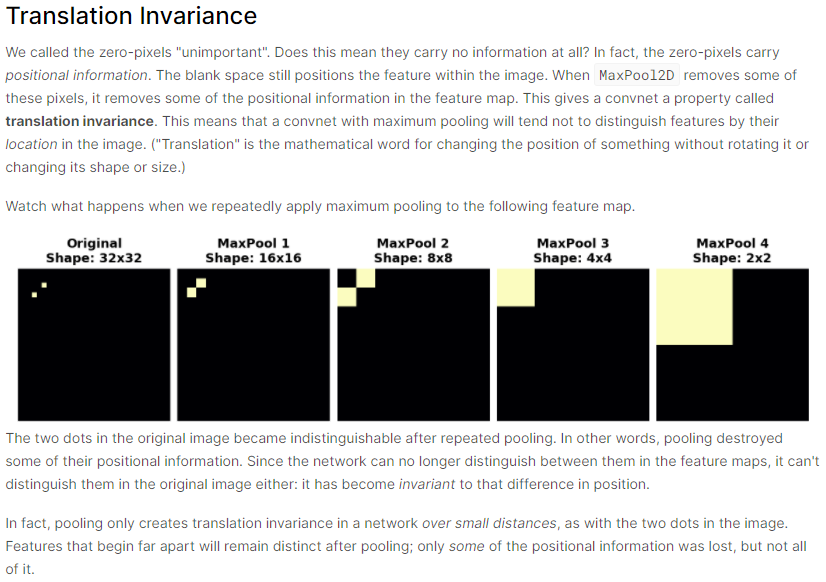 Translation Invariance
We called the zero-pixels "unimportant". Does this mean they carry no information at all? In fact, the zero-pixels carry
positional information. The blank space still positions the feature within the image. When MaxPool2D removes some of
these pixels, it removes some of the positional information in the feature map. This gives a convnet a property called
translation invariance. This means that a convnet with maximum pooling will tend not to distinguish features by their
location in the image. ("Translation" is the mathematical word for changing the position of something without rotating it or
changing its shape or size.)
Watch what happens when we repeatedly apply maximum pooling to the following feature map.
Original
Shape: 32x32
MaxPool 1
Shape: 16x16
MaxPool 2
Shape: 8x8
MaxPool 3
Shape: 4x4
MaxPool 4
Shape: 2x2
The two dots in the original image became indistinguishable after repeated pooling. In other words, pooling destroyed
some of their positional information. Since the network can no longer distinguish between them in the feature maps, it can't
distinguish them in the original image either: it has become invariant to that difference in position.
In fact, pooling only creates translation invariance in a network over small distances, as with the two dots in the image.
Features that begin far apart will remain distinct after pooling; only some of the positional information was lost, but not all
of it.